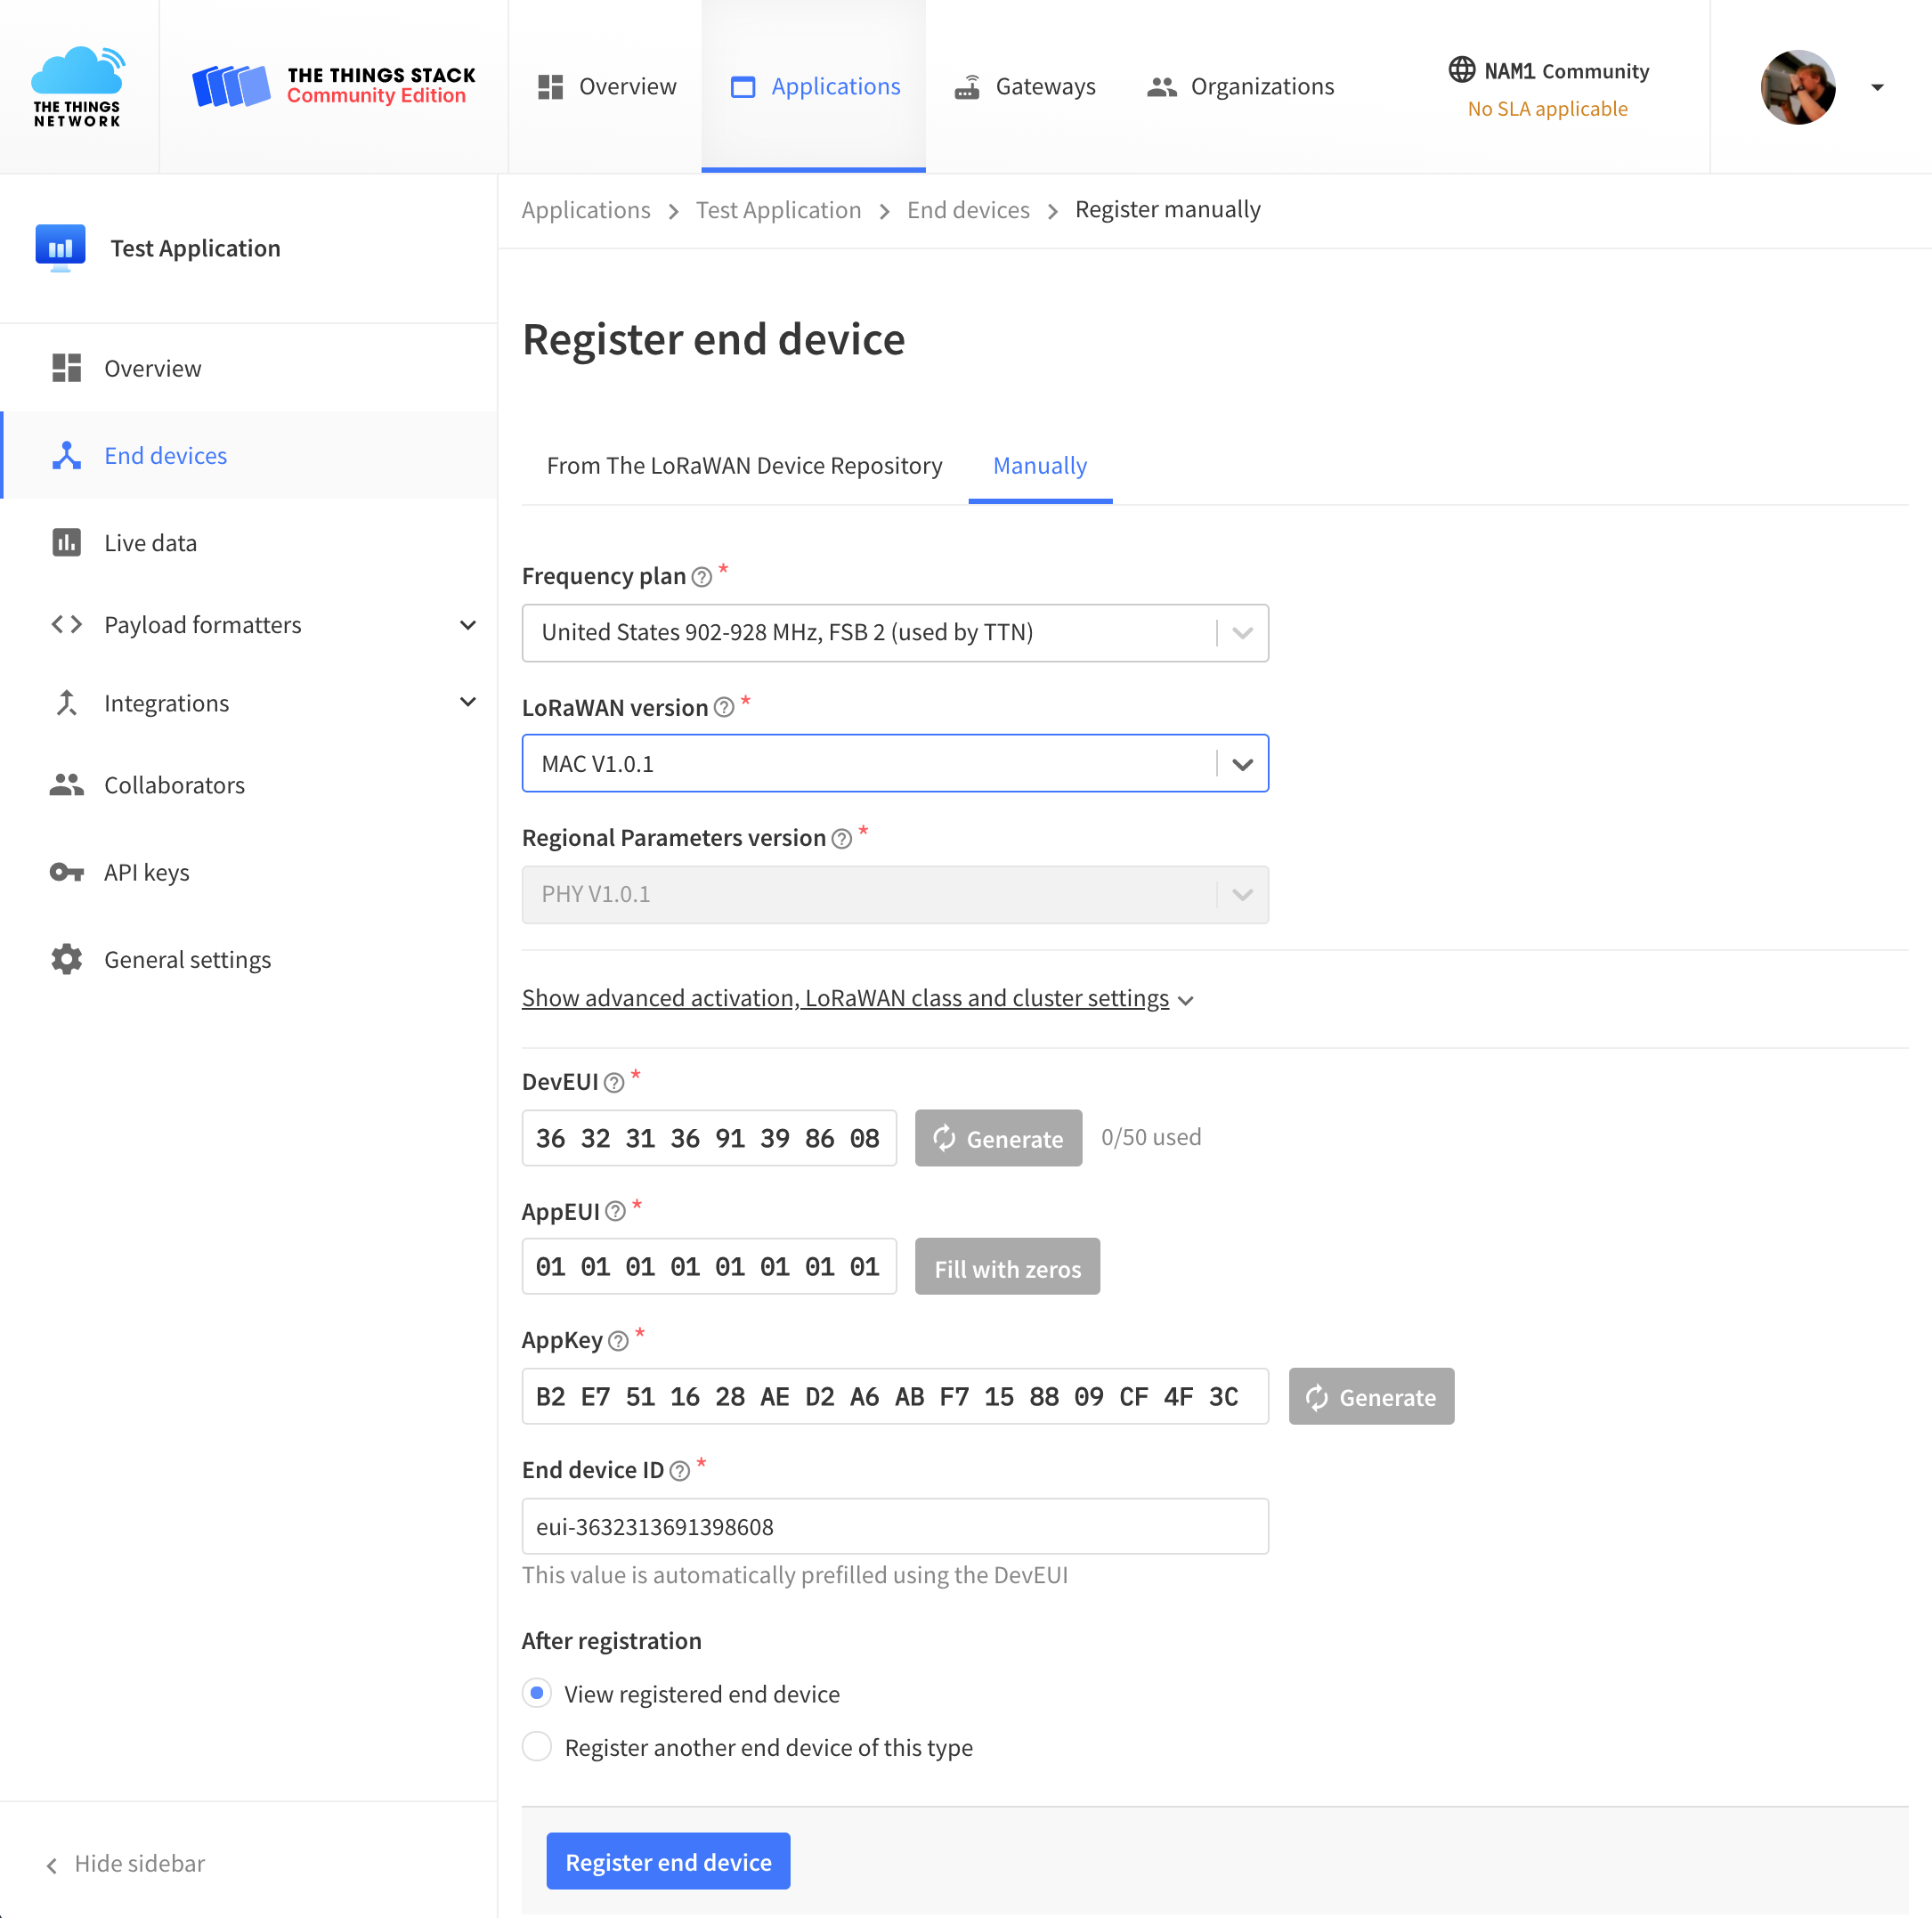 THE THINGS
NETWORK
THE THINGS STACK
Community Edition
Overview
Applications
Gateways
Organizations
NAM1 Community
No SLA applicable
Test Application
Overview
End devices
Live data
Payload formatters
Integrations
Collaborators
API keys
General settings
Hide sidebar
Applications > Test Application > End devices > Register manually
Register end device
From The LoRaWAN Device Repository
Manually
Frequency plan ? *
United States 902-928 MHz, FSB 2 (used by TTN)
LoRaWAN version ? *
MAC V1.0.1
Regional Parameters version ? *
PHY V1.0.1
Show advanced activation, LoRaWAN class and cluster settings
DevEUI ? *
36 32 31 36 91 39 86 08
Generate
0/50 used
AppEUI ? *
01 01 01 01 01 01 01 01
Fill with zeros
AppKey ? *
B2 E7 51 16 28 AE D2 A6 AB F7 15 88 09 CF 4F 3C
Generate
End device ID ? *
eui-3632313691398608
This value is automatically prefilled using the DevEUI
After registration
View registered end device
Register another end device of this type
Register end device